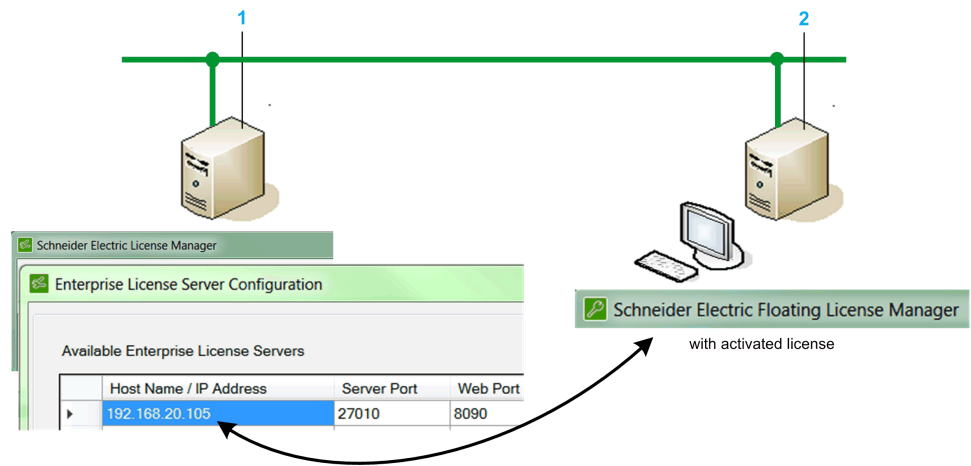 1
2
Schneider Electric License Manager
Enterprise License Server Configuration
Schneider Electric Floating License Manager
with activated license
Available Enterprise License Servers
Host Name / IP Address Server Port Web Port
192.168.20.105 27010 8090